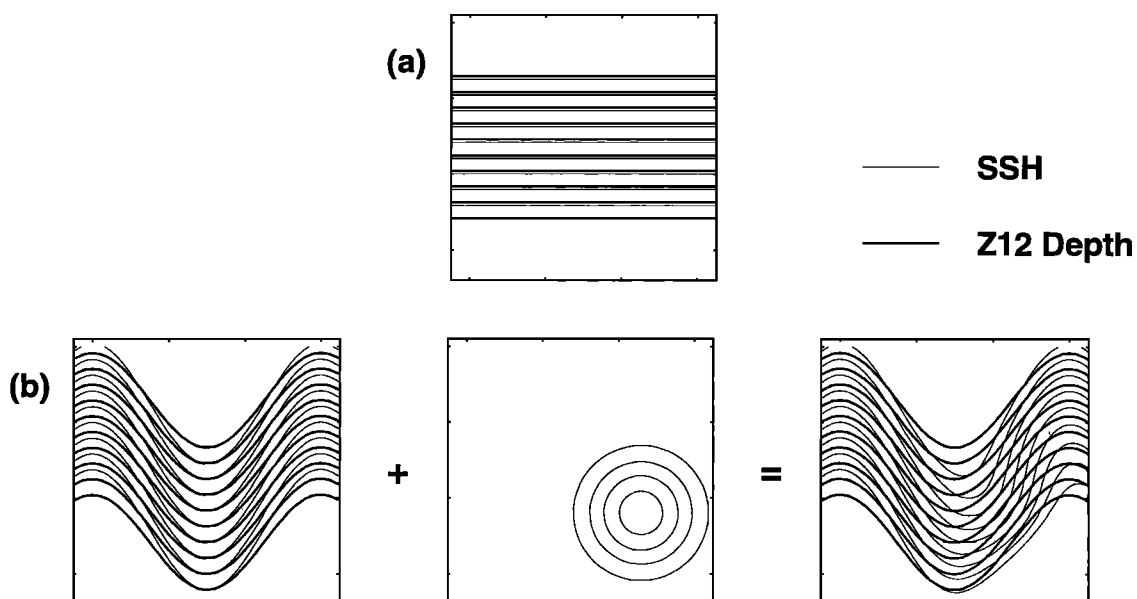 (a)
SSH
Z12 Depth
(b)
+
=